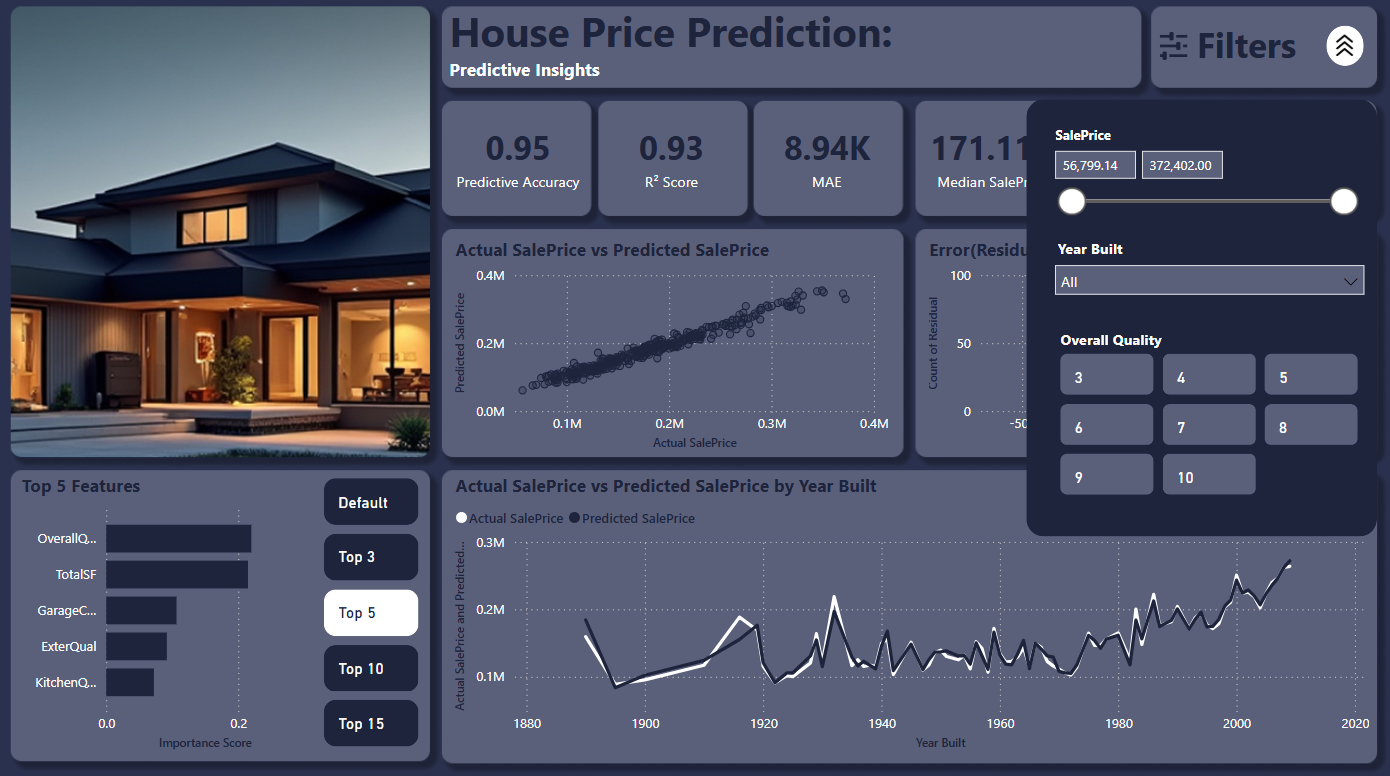 House Price Prediction:
Predictive Insights
Filters
0.95
Predictive Accuracy
0.93
R² Score
8.94K
MAE
171.11
Median SalePr
SalePrice
56,799.14
372,402.00
Year Built
All
Overall Quality
3
4
5
6
7
8
9
10
Actual SalePrice vs Predicted SalePrice
Predicted SalePrice
0.4M
0.2M
0.0M
0.1M
0.2M
0.3M
0.4M
Actual SalePrice
Error(Residu
Count of Residual
100
50
0
-50
Top 5 Features
OverallQ...
TotalSF
GarageC...
ExterQual
KitchenQ...
0.0
0.2
Importance Score
Default
Top 3
Top 5
Top 10
Top 15
Actual SalePrice vs Predicted SalePrice by Year Built
Actual SalePrice
Predicted SalePrice
Actual SalePrice and Predicted...
0.3M
0.2M
0.1M
1880
1900
1920
1940
1960
1980
2000
2020
Year Built